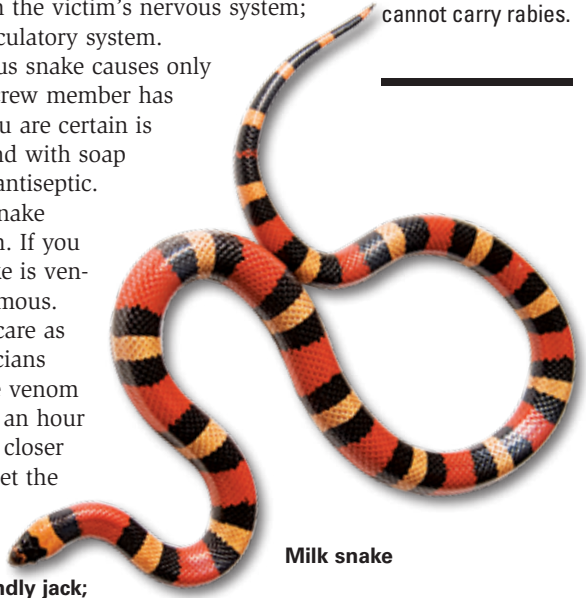 n the victim's nervous system;
culatory system.
us snake causes only
rew member has
u are certain is
nd with soap
antiseptic.
nake
n. If you
ke is ven-
mous.
care as
cians
e venom
an hour
closer
et the
ndly jack;
cannot carry rabies.
Milk snake